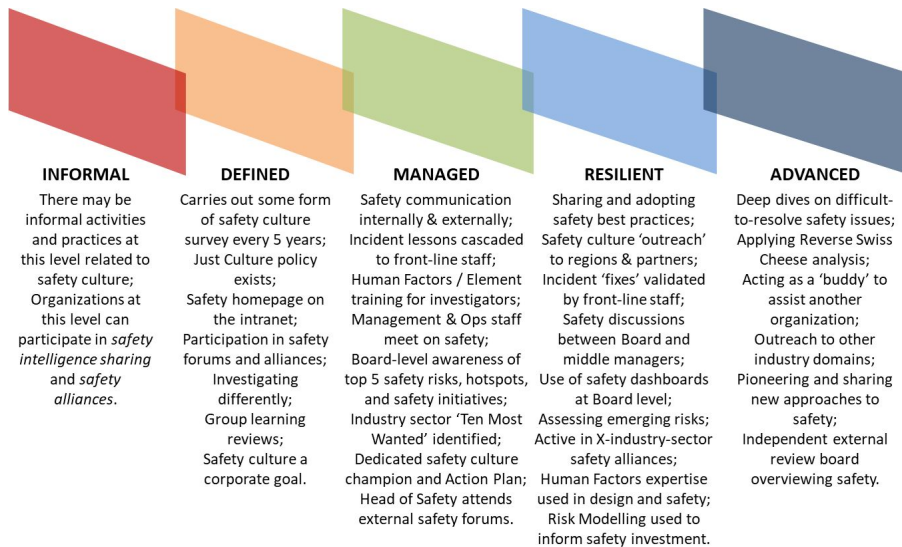 INFORMAL
There may be
informal activities
and practices at
this level related to
safety culture;
Organizations at
this level can
participate in safety
intelligence sharing
and safety
alliances.
DEFINED
Carries out some form
of safety culture
survey every 5 years;
Just Culture policy
exists;
Safety homepage on
the intranet;
Participation in safety
forums and alliances;
Investigating
differently;
Group learning
reviews;
Safety culture a
corporate goal.
MANAGED
Safety communication
internally & externally;
Incident lessons cascaded
to front-line staff;
Human Factors / Element
training for investigators;
Management & Ops staff
meet on safety;
Board-level awareness of
top 5 safety risks, hotspots,
and safety initiatives;
Industry sector ‘Ten Most
Wanted’ identified;
Dedicated safety culture
champion and Action Plan;
Head of Safety attends
external safety forums.
RESILIENT
Sharing and adopting
safety best practices;
Safety culture ‘outreach’
to regions & partners;
Incident ‘fixes’ validated
by front-line staff;
Safety discussions
between Board and
middle managers;
Use of safety dashboards
at Board level;
Assessing emerging risks;
Active in X-industry-sector
safety alliances;
Human Factors expertise
used in design and safety;
Risk Modelling used to
inform safety investment.
ADVANCED
Deep dives on difficult-
to-resolve safety issues;
Applying Reverse Swiss
Cheese analysis;
Acting as a ‘buddy’ to
assist another
organization;
Outreach to other
industry domains;
Pioneering and sharing
new approaches to
safety;
Independent external
review board
overviewing safety.